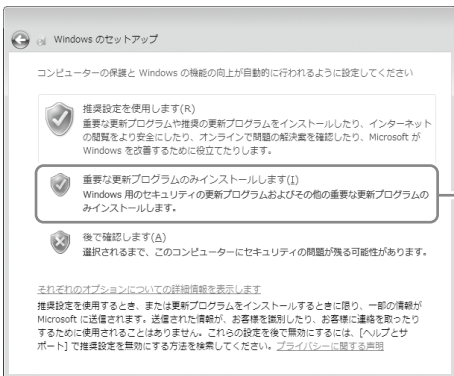 Windows のセットアップ
コンピューターの保護と Windows の機能の向上が自動的に行われるように設定してください
推奨設定を使用します(R)
重要な更新プログラムや推奨の更新プログラムをインストールしたり、インターネット
の閲覧をより安全にしたり、オンラインで問題の解決策を確認したり、Microsoft が
Windows を改善するために役立てたりします。
重要な更新プログラムのみインストールします(I)
Windows 用のセキュリティの更新プログラムおよびその他の重要な更新プログラムの
みインストールします。
後で確認します(A)
選択されるまで、このコンピューターにセキュリティの問題が残る可能性があります。
それぞれのオプションについての詳細情報を表示します
推奨設定を使用するとき、または更新プログラムをインストールするときに限り、一部の情報が
Microsoft に送信されます。送信された情報が、お客様を識別したり、お客様に連絡を取ったり
するために使用されることはありません。これらの設定を後で無効にするには、[ヘルプとサ
ポート] で推奨設定を無効にする方法を検索してください。プライバシーに関する声明